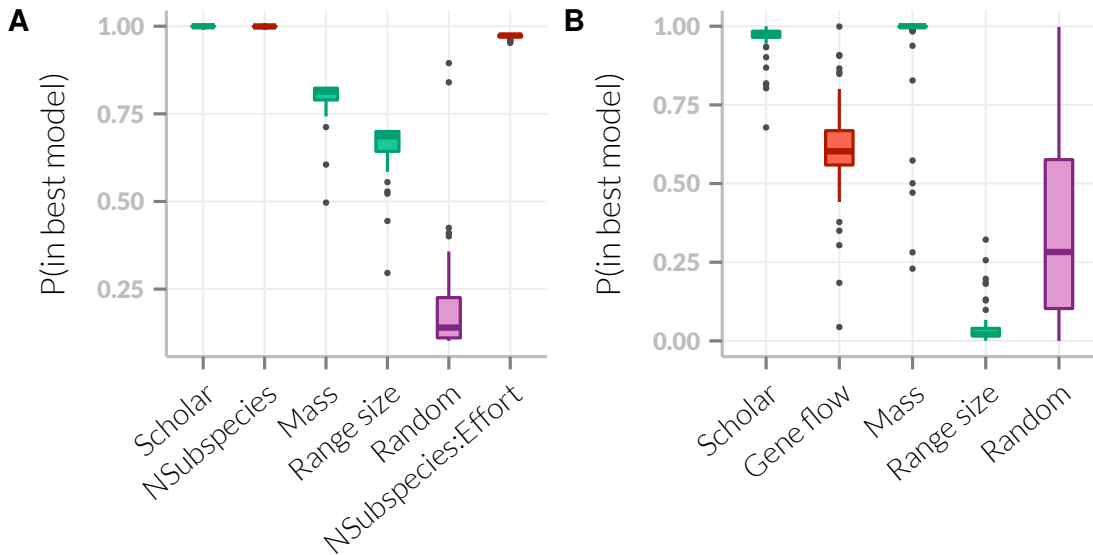 A
P(in best model)
1.00
0.75
0.50
0.25
Scholar
NSubspecies
Mass
Range size
Random
NSubspecies:Effort
B
P(in best model)
1.00
0.75
0.50
0.25
0.00
Scholar
Gene flow
Mass
Range size
Random